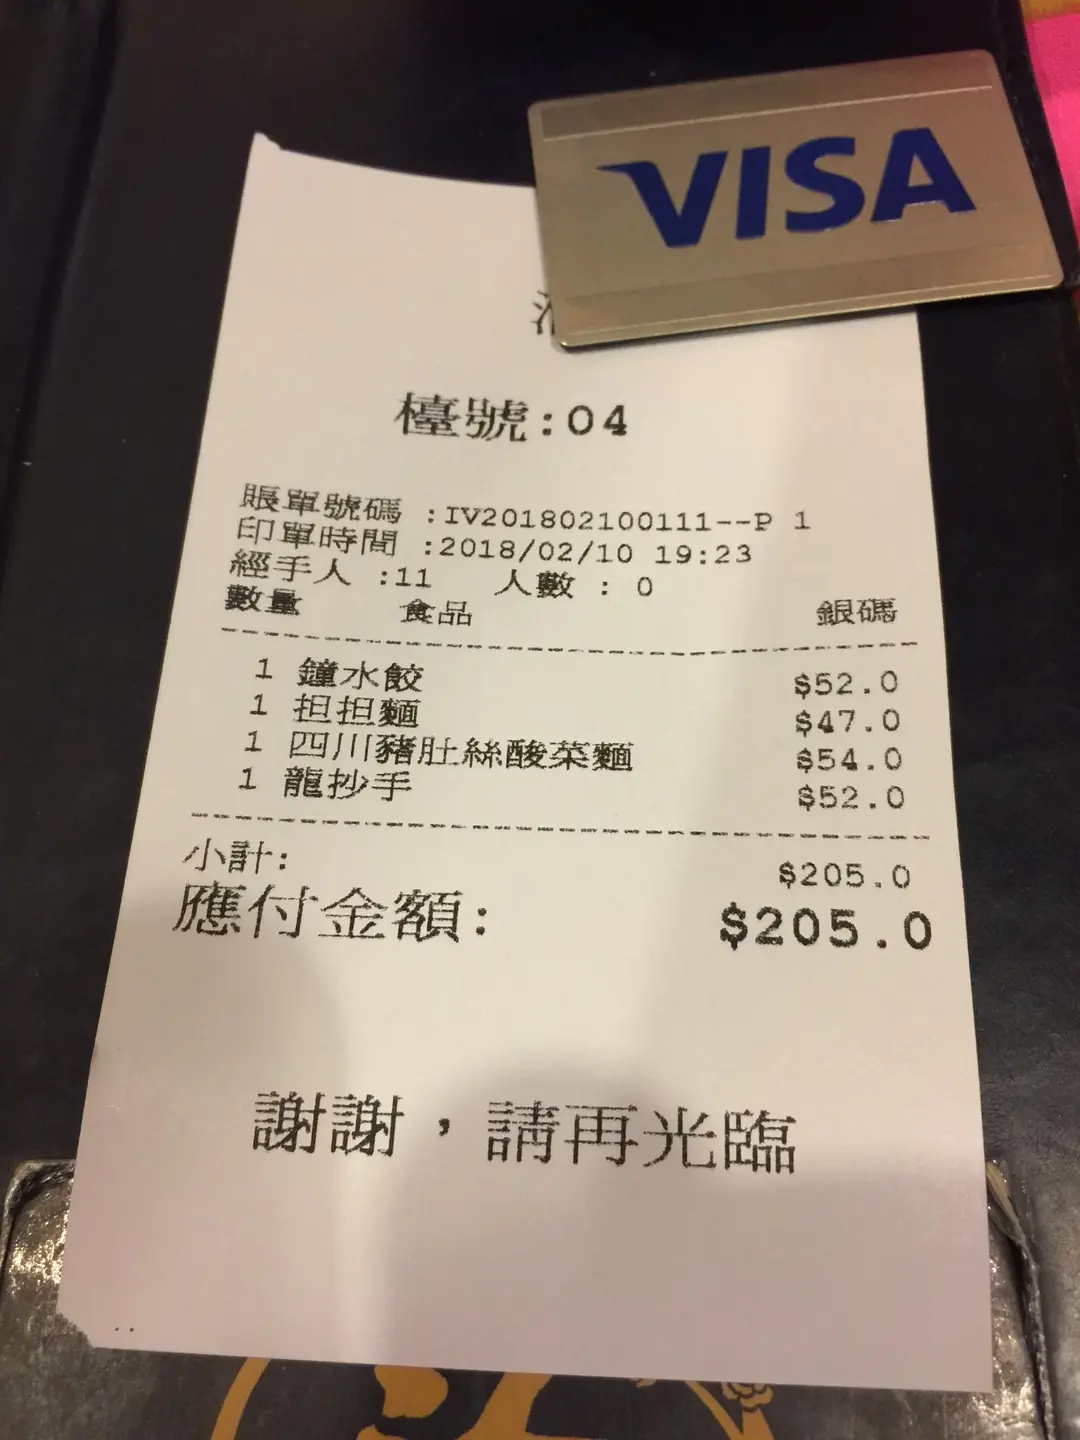 VISA
檯號:04
賬單號碼 :IV201802100111--P 1
印單時間 :2018/02/10 19:23
經手人 :11 人數 : 0
數量 食品 銀碼
1 鐘水餃 $52.0
1 担担麵 $47.0
1 四川豬肚絲酸菜麵 $54.0
1 龍抄手 $52.0
小計: $205.0
應付金額: $205.0
謝謝，請再光臨